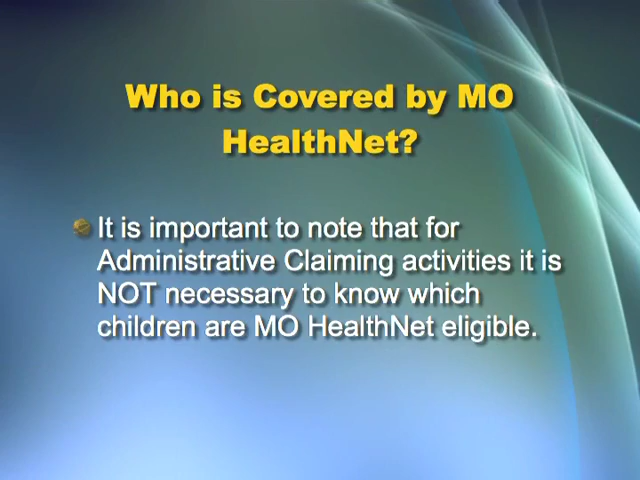 Who is Covered by MO
HealthNet?
It is important to note that for
Administrative Claiming activities it is
NOT necessary to know which
children are MO HealthNet eligible.